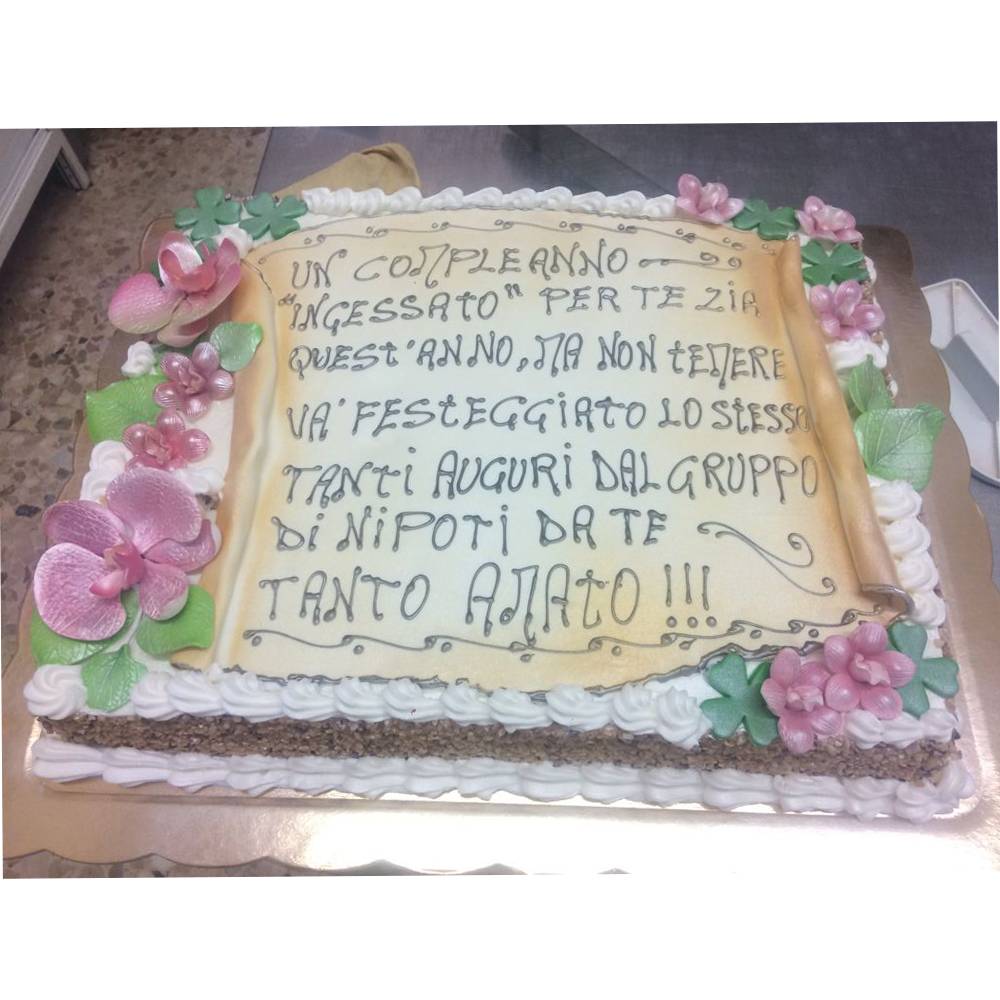 UN COMPLEANNO
"INGESSATO" PER TE ZIA
QUEST'ANNO, MA NON TEMERE
VA' FESTEGGIATO LO STESSO
TANTI AUGURI DAL GRUPPO
DI NIPOTI DA TE
TANTO AMATO !!!